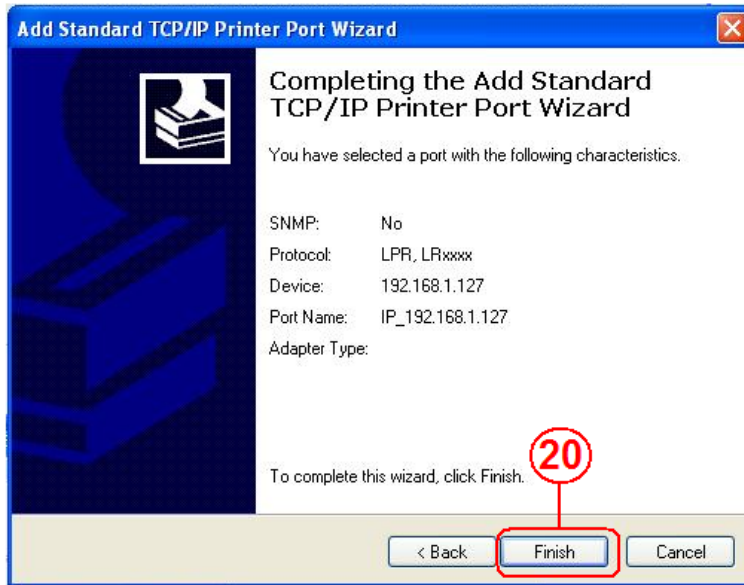 Add Standard TCP/IP Printer Port Wizard
Completing the Add Standard
TCP/IP Printer Port Wizard
You have selected a port with the following characteristics.
SNMP: No
Protocol: LPR, LRxxxx
Device: 192.168.1.127
Port Name: IP_192.168.1.127
Adapter Type:
20
To complete this wizard, click Finish.
< Back Finish Cancel